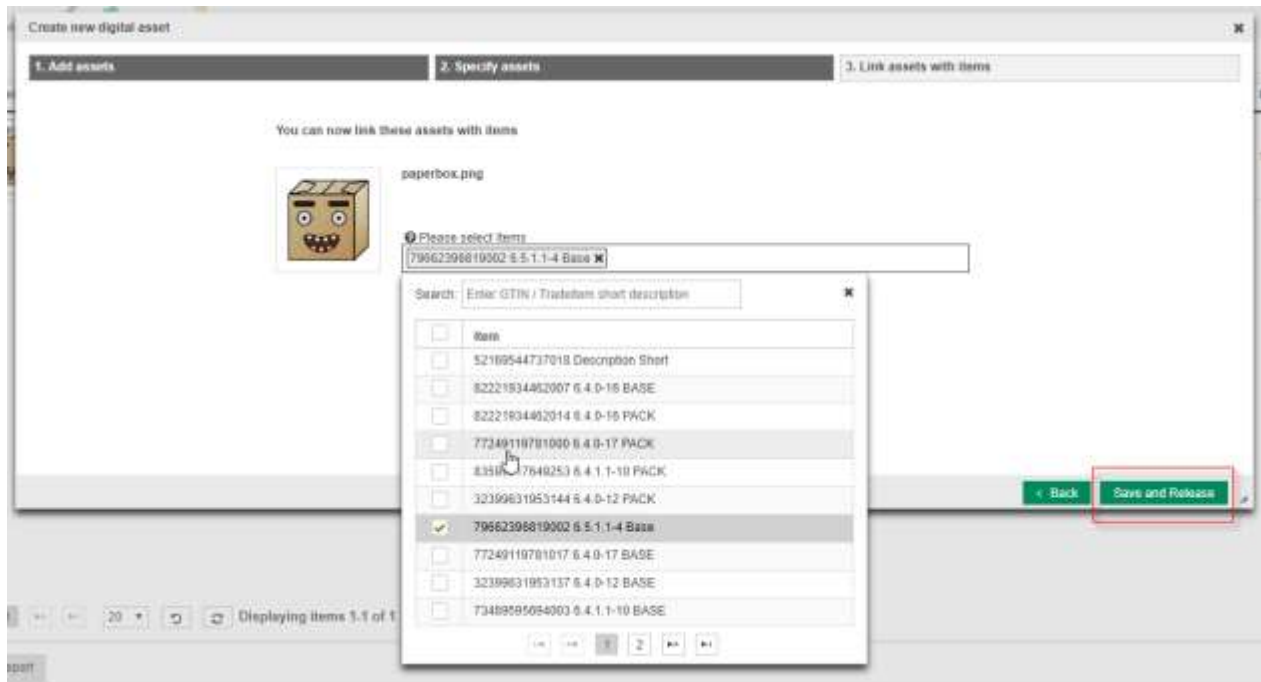 Create new digital asset
1. Add assets
2. Specify assets
3. Link assets with items
You can now link these assets with items
paperbox.png
Please select items
79662396819002 6.5.1.1-4 Base
Search: Enter GTIN / TradeItem short description
Item
52169544737018 Description Short
82221934462007 6.4.0-16 BASE
82221934462014 6.4.0-16 PACK
77249119781000 6.4.0-17 PACK
7649253 6.4.1.1-10 PACK
32399631953144 6.4.0-12 PACK
79662396819002 6.5.1.1-4 Base
77249119781017 6.4.0-17 BASE
32399631953137 6.4.0-12 BASE
73489595694003 6.4.1.1-10 BASE
< Back
Save and Release
20
Displaying items 1-1 of 1
1 2